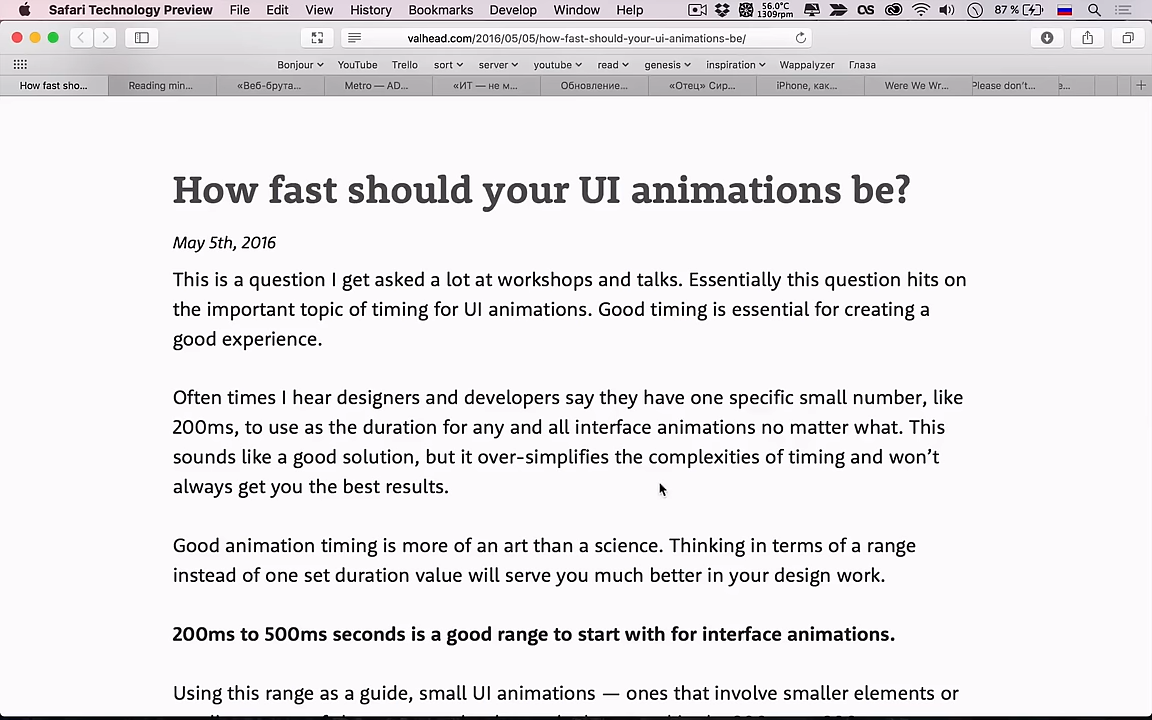 Safari Technology Preview File Edit View History Bookmarks Develop Window Help 56.0°C 1309rpm 87 %
valhead.com/2016/05/05/how-fast-should-your-ui-animations-be/
Bonjour YouTube Trello sort server youtube read genesis inspiration Wappalyzer Глаза
How fast sho... Reading min... «Веб-брута... Metro — AD... «ИТ — не м... Обновление... «Отец» Сир... iPhone, как... Were We Wr... Please don't... e...
How fast should your UI animations be?
May 5th, 2016
This is a question I get asked a lot at workshops and talks. Essentially this question hits on
the important topic of timing for UI animations. Good timing is essential for creating a
good experience.
Often times I hear designers and developers say they have one specific small number, like
200ms, to use as the duration for any and all interface animations no matter what. This
sounds like a good solution, but it over-simplifies the complexities of timing and won't
always get you the best results.
Good animation timing is more of an art than a science. Thinking in terms of a range
instead of one set duration value will serve you much better in your design work.
200ms to 500ms seconds is a good range to start with for interface animations.
Using this range as a guide, small UI animations — ones that involve smaller elements or